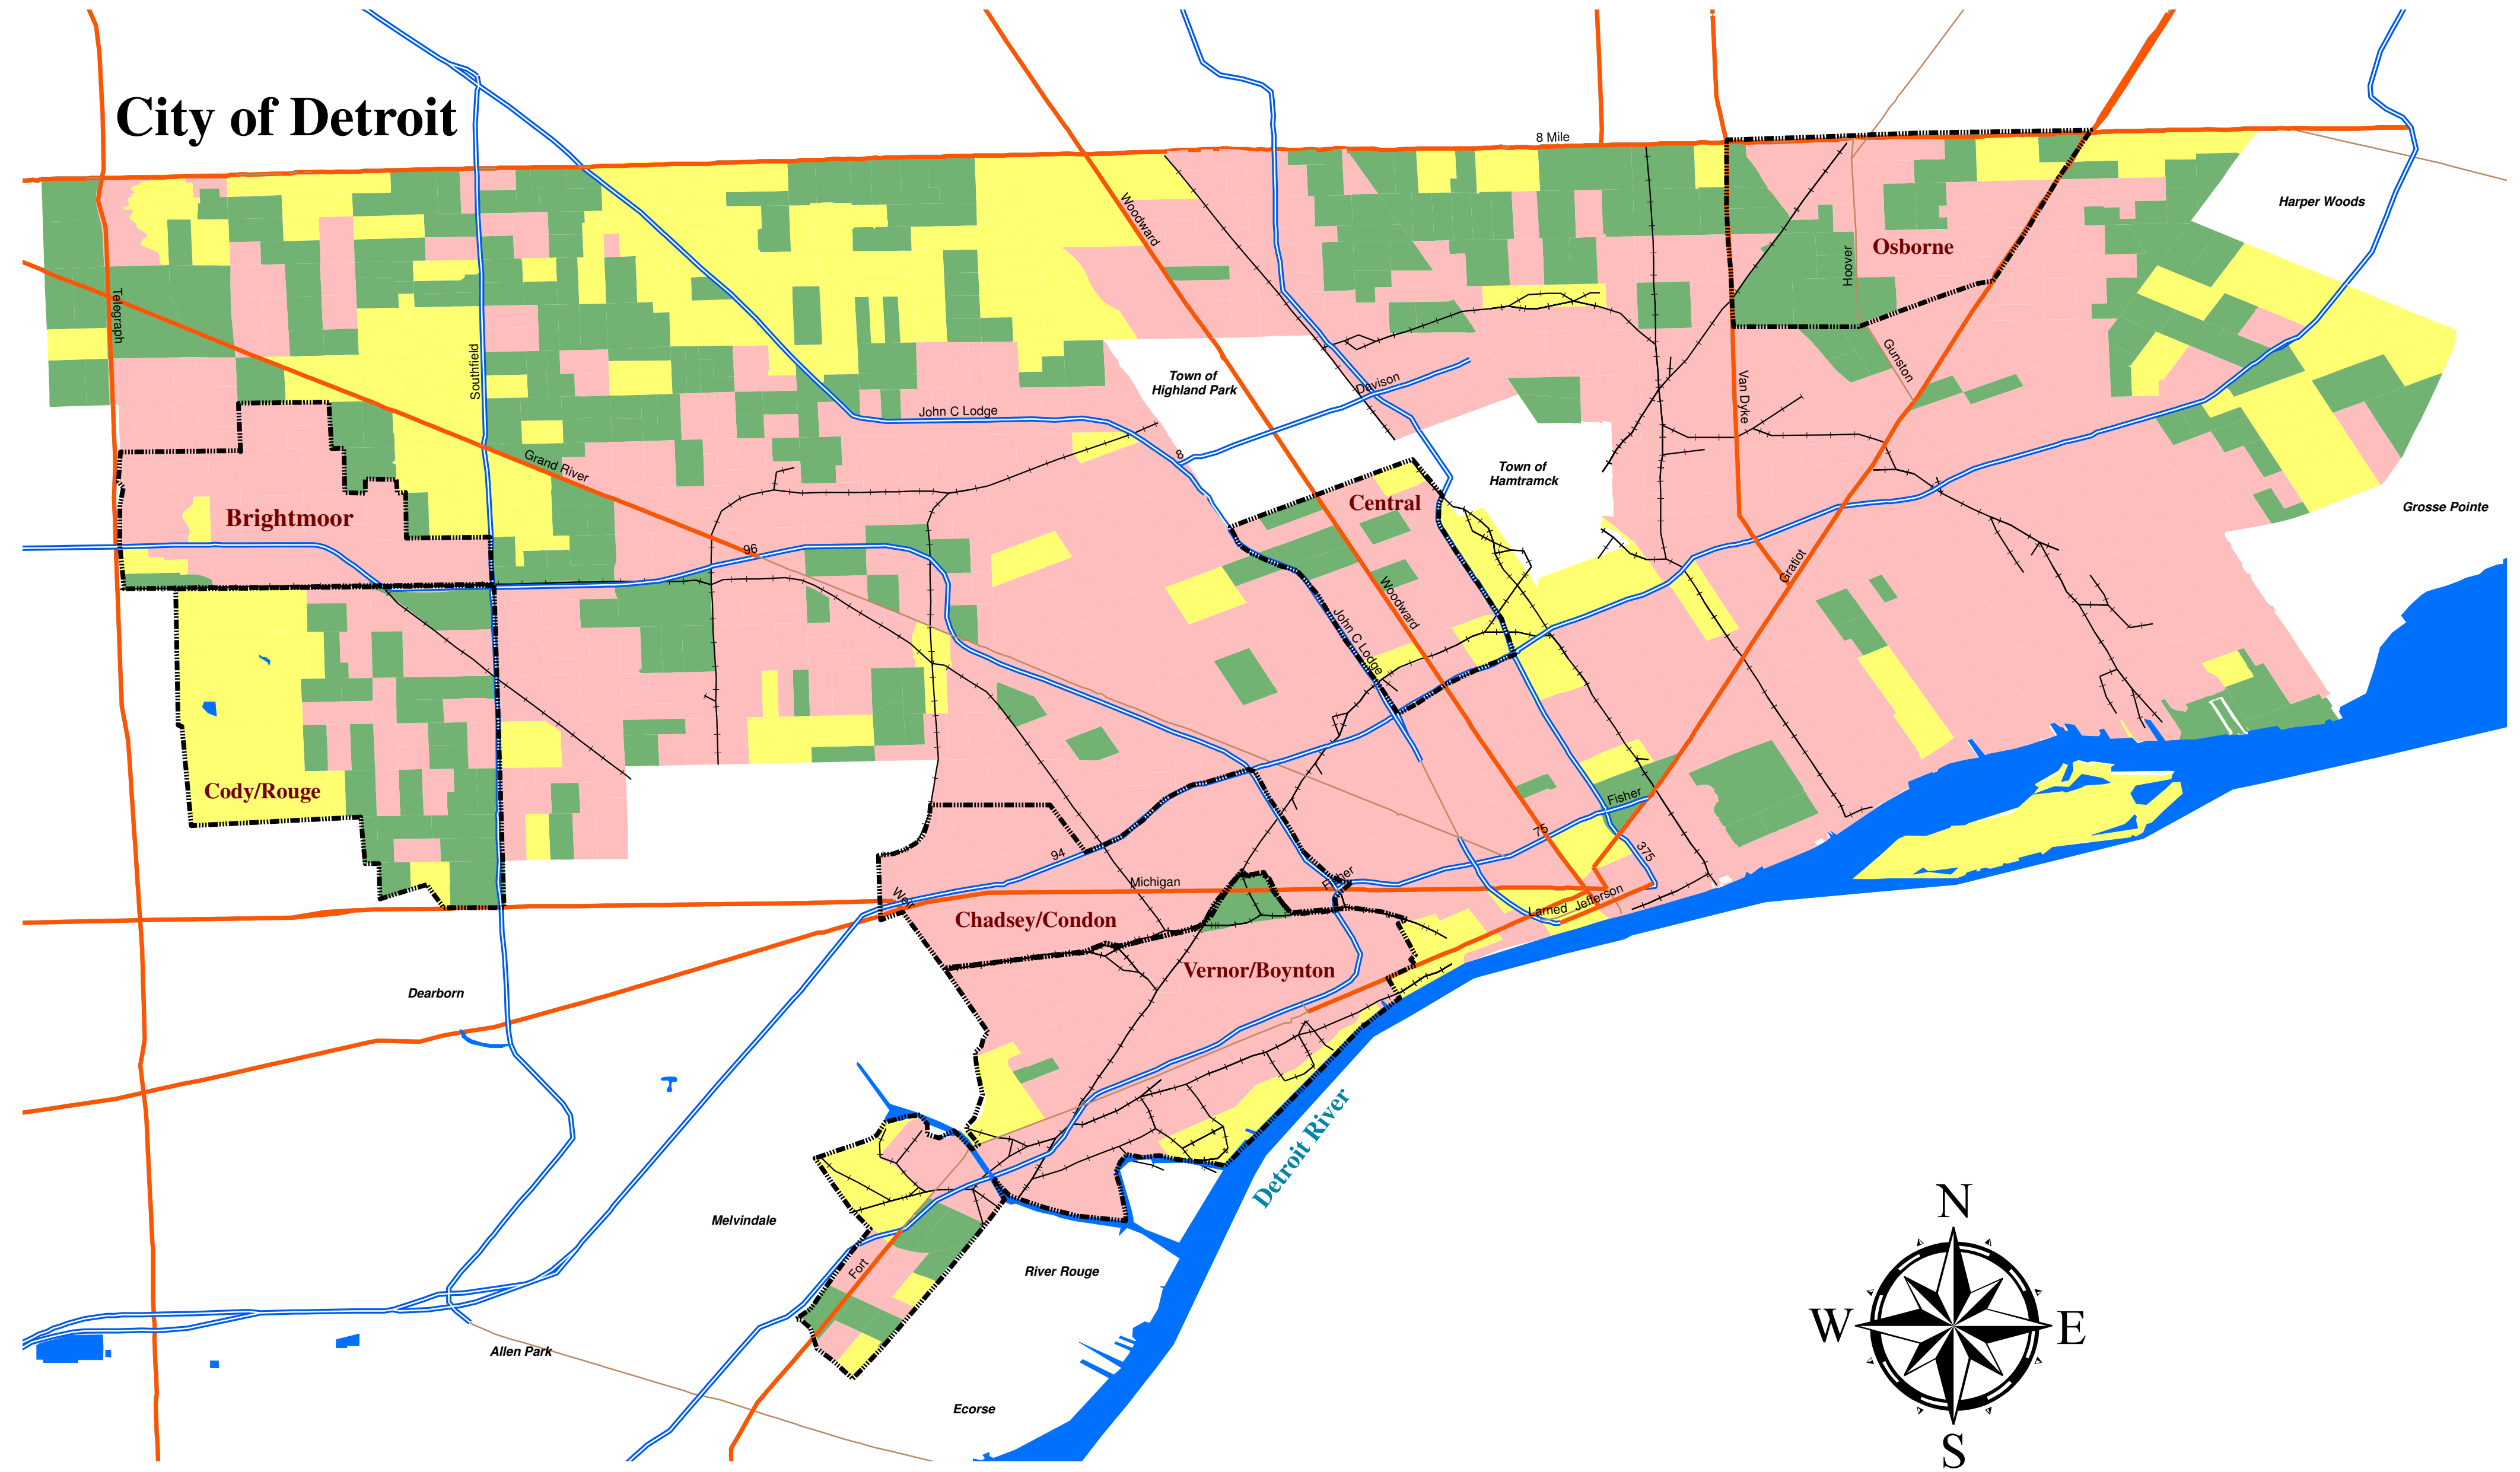 City of Detroit
8 Mile
Harper Woods
Woodward
Osborne
Hoover
Telegraph
Southfield
Gunston
Town of
Highland Park
Davison
Van Dyke
John C Lodge
8
Grand River
Town of
Hamtramck
Central
Grosse Pointe
Brightmoor
96
Gratiot
Woodward
John C Lodge
Cody/Rouge
Fisher
75
375
94
Michigan
Fisher
Larned
Jefferson
Chadsey/Condon
Vernor/Boynton
Dearborn
Detroit River
Melvindale
River Rouge
Fort
Allen Park
Ecorse
N
W
E
S